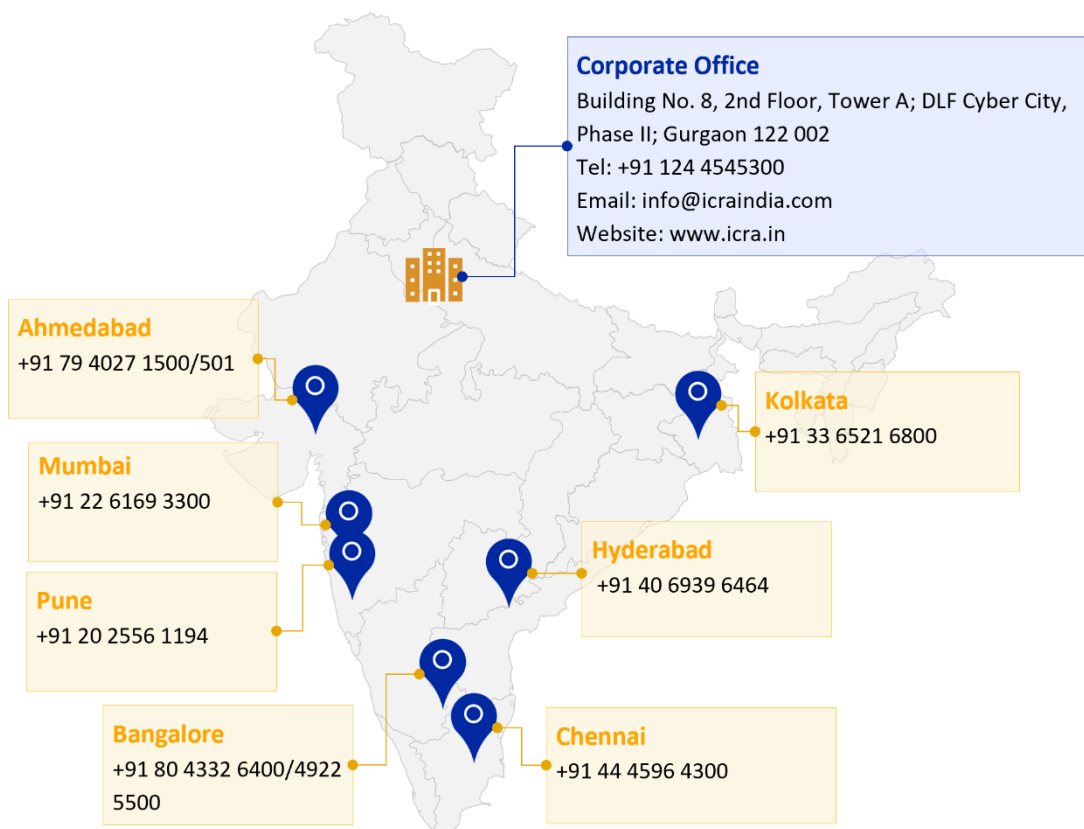 Corporate Office
Building No. 8, 2nd Floor, Tower A; DLF Cyber City,
Phase II; Gurgaon 122 002
Tel: +91 124 4545300
Email: info@icraindia.com
Website: www.icra.in
Ahmedabad
+91 79 4027 1500/501
Kolkata
+91 33 6521 6800
Mumbai
+91 22 6169 3300
Hyderabad
+91 40 6939 6464
Pune
+91 20 2556 1194
Bangalore
+91 80 4332 6400/4922
5500
Chennai
+91 44 4596 4300